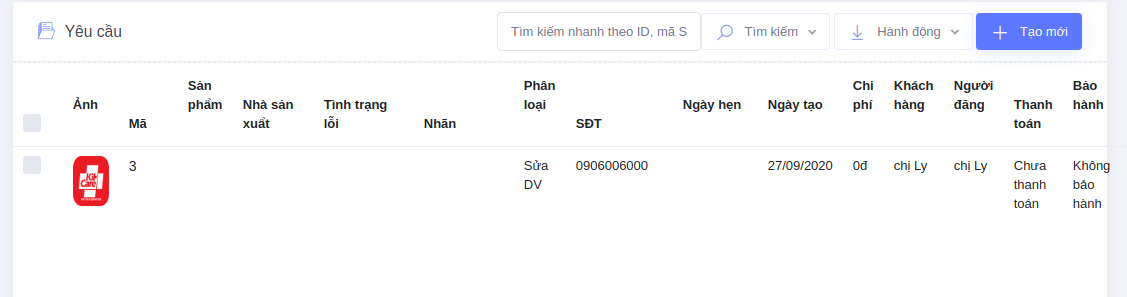 Yêu cầu
Tìm kiếm nhanh theo ID, mã S
Tìm kiếm
Hành động
Tạo mới
Ảnh
Mã
Sản
phẩm
Nhà sản
xuất
Tình trạng
lỗi
Nhãn
Phân
loại
SĐT
Ngày hẹn
Ngày tạo
Chi
phí
Khách
hàng
Người
đăng
Thanh
toán
Bảo
hành
Care
3
Sửa
DV
0906006000
27/09/2020
0đ
chị Ly
chị Ly
Chưa
thanh
toán
Không
bảo
hành